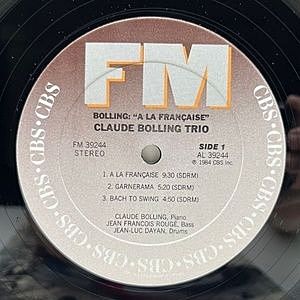 FM
BOLLING: "A LA FRANÇAISE"
CLAUDE BOLLING TRIO
FM 39244
STEREO
SIDE 1
AL 39244
℗ 1984 CBS Inc.
1. A LA FRANÇAISE 9:30 (SDRM)
2. GARNERAMA 5:20 (SDRM)
3. BACH TO SWING 4:50 (SDRM)
CLAUDE BOLLING, Piano
JEAN FRANCOIS ROUGÉ, Bass
JEAN-LUC DAYAN, Drums
CBS · CBS · CBS · CBS · CBS
CBS · CBS · CBS · CBS · CBS